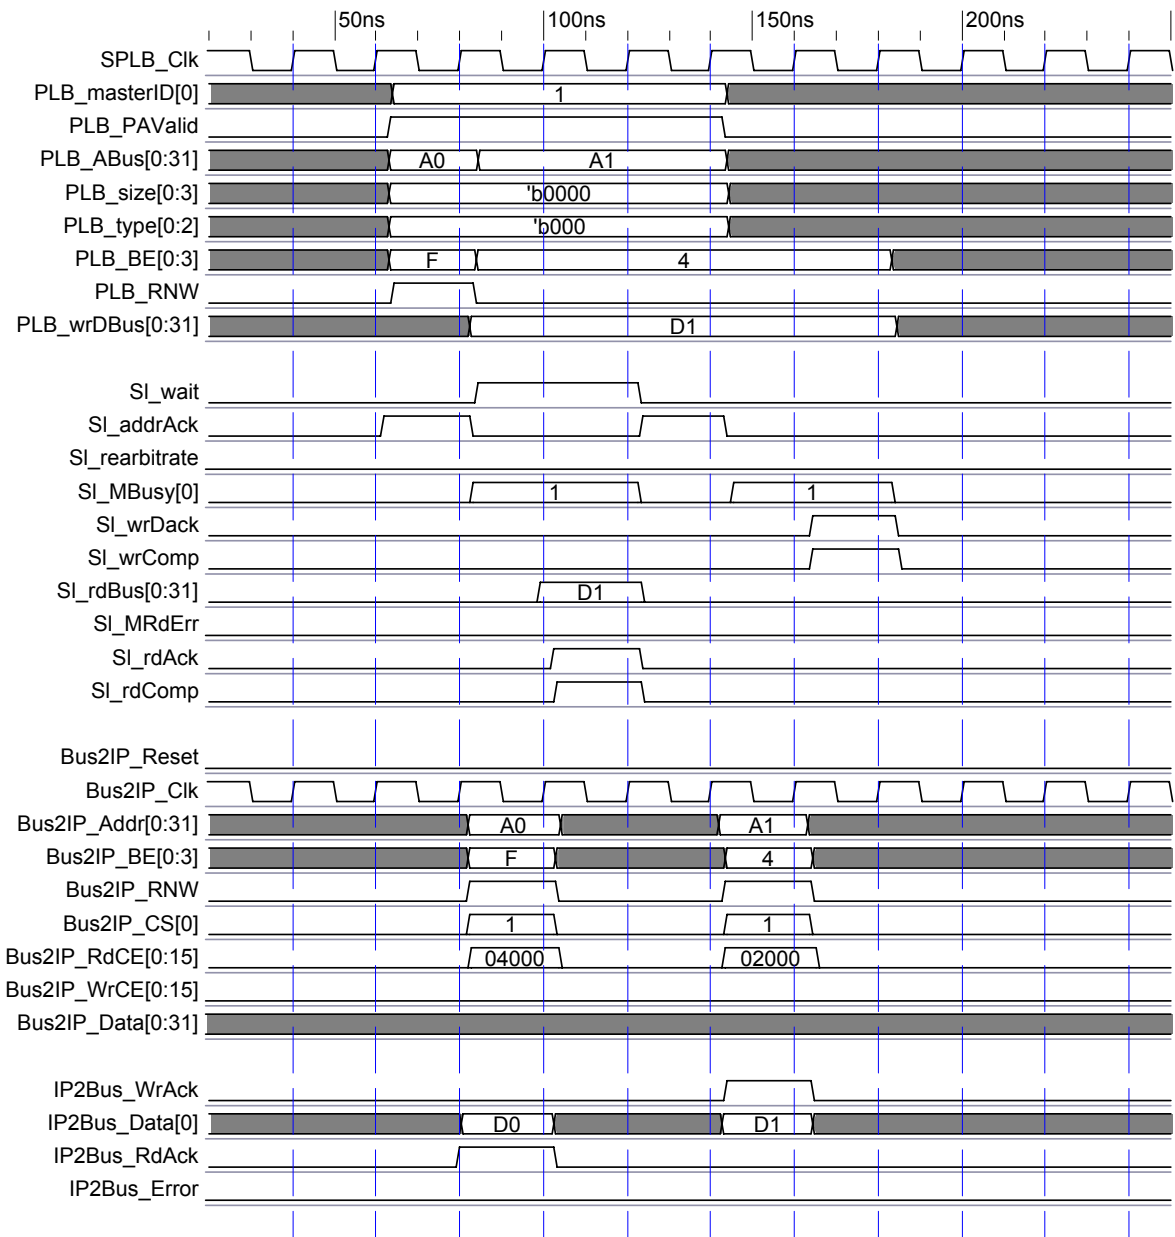 50ns 100ns 150ns 200ns
SPLB_Clk
PLB_masterID[0] 1
PLB_PAValid
PLB_ABus[0:31] A0 A1
PLB_size[0:3] 'b0000
PLB_type[0:2] 'b000
PLB_BE[0:3] F 4
PLB_RNW
PLB_wrDBus[0:31] D1
Sl_wait
Sl_addrAck
Sl_rearbitrate
Sl_MBusy[0] 1 1
Sl_wrDack
Sl_wrComp
Sl_rdBus[0:31] D1
Sl_MRdErr
Sl_rdAck
Sl_rdComp
Bus2IP_Reset
Bus2IP_Clk
Bus2IP_Addr[0:31] A0 A1
Bus2IP_BE[0:3] F 4
Bus2IP_RNW
Bus2IP_CS[0] 1 1
Bus2IP_RdCE[0:15] 04000 02000
Bus2IP_WrCE[0:15]
Bus2IP_Data[0:31]
IP2Bus_WrAck
IP2Bus_Data[0] D0 D1
IP2Bus_RdAck
IP2Bus_Error